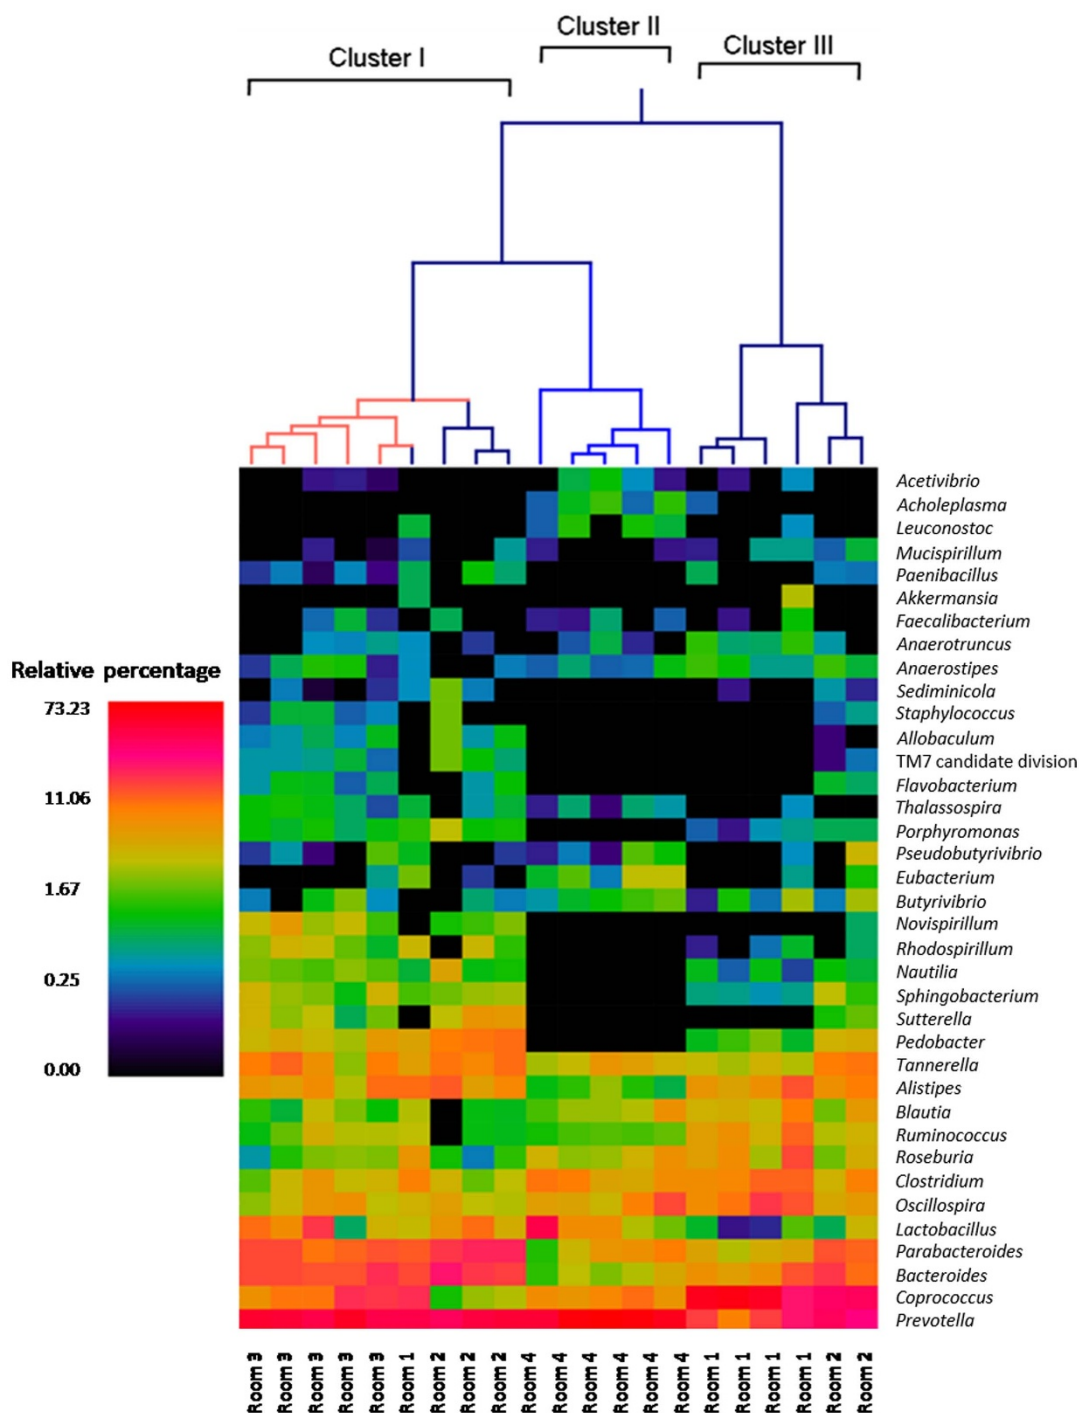 Cluster I
Cluster II
Cluster III
Relative percentage
73.23
11.06
1.67
0.25
0.00
Acetivibrio
Acholeplasma
Leuconostoc
Mucispirillum
Paenibacillus
Akkermansia
Faecalibacterium
Anaerotruncus
Anaerostipes
Sediminicola
Staphylococcus
Allobaculum
TM7 candidate division
Flavobacterium
Thalassospira
Porphyromonas
Pseudobutyrivibrio
Eubacterium
Butyrivibrio
Novispirillum
Rhodospirillum
Nautilia
Sphingobacterium
Sutterella
Pedobacter
Tannerella
Alistipes
Blautia
Ruminococcus
Roseburia
Clostridium
Oscillospira
Lactobacillus
Parabacteroides
Bacteroides
Coprococcus
Prevotella
Room 3
Room 3
Room 3
Room 3
Room 3
Room 1
Room 2
Room 2
Room 2
Room 4
Room 4
Room 4
Room 4
Room 4
Room 1
Room 1
Room 1
Room 1
Room 2
Room 2